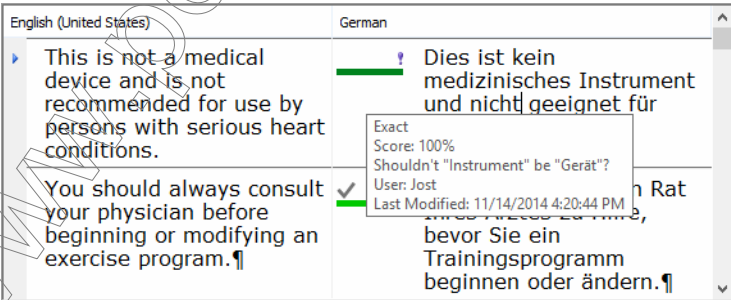 English (United States)
German
This is not a medical
device and is not
recommended for use by
persons with serious heart
conditions.
Dies ist kein
medizinisches Instrument
und nicht geeignet für
Exact
Score: 100%
Shouldn't "Instrument" be "Gerät"?
User: Jost
Last Modified: 11/14/2014 4:20:44 PM
You should always consult
your physician before
beginning or modifying an
exercise program.¶
Rat
Ihres Arztes zu Hilfe,
bevor Sie ein
Trainingsprogramm
beginnen oder ändern.¶